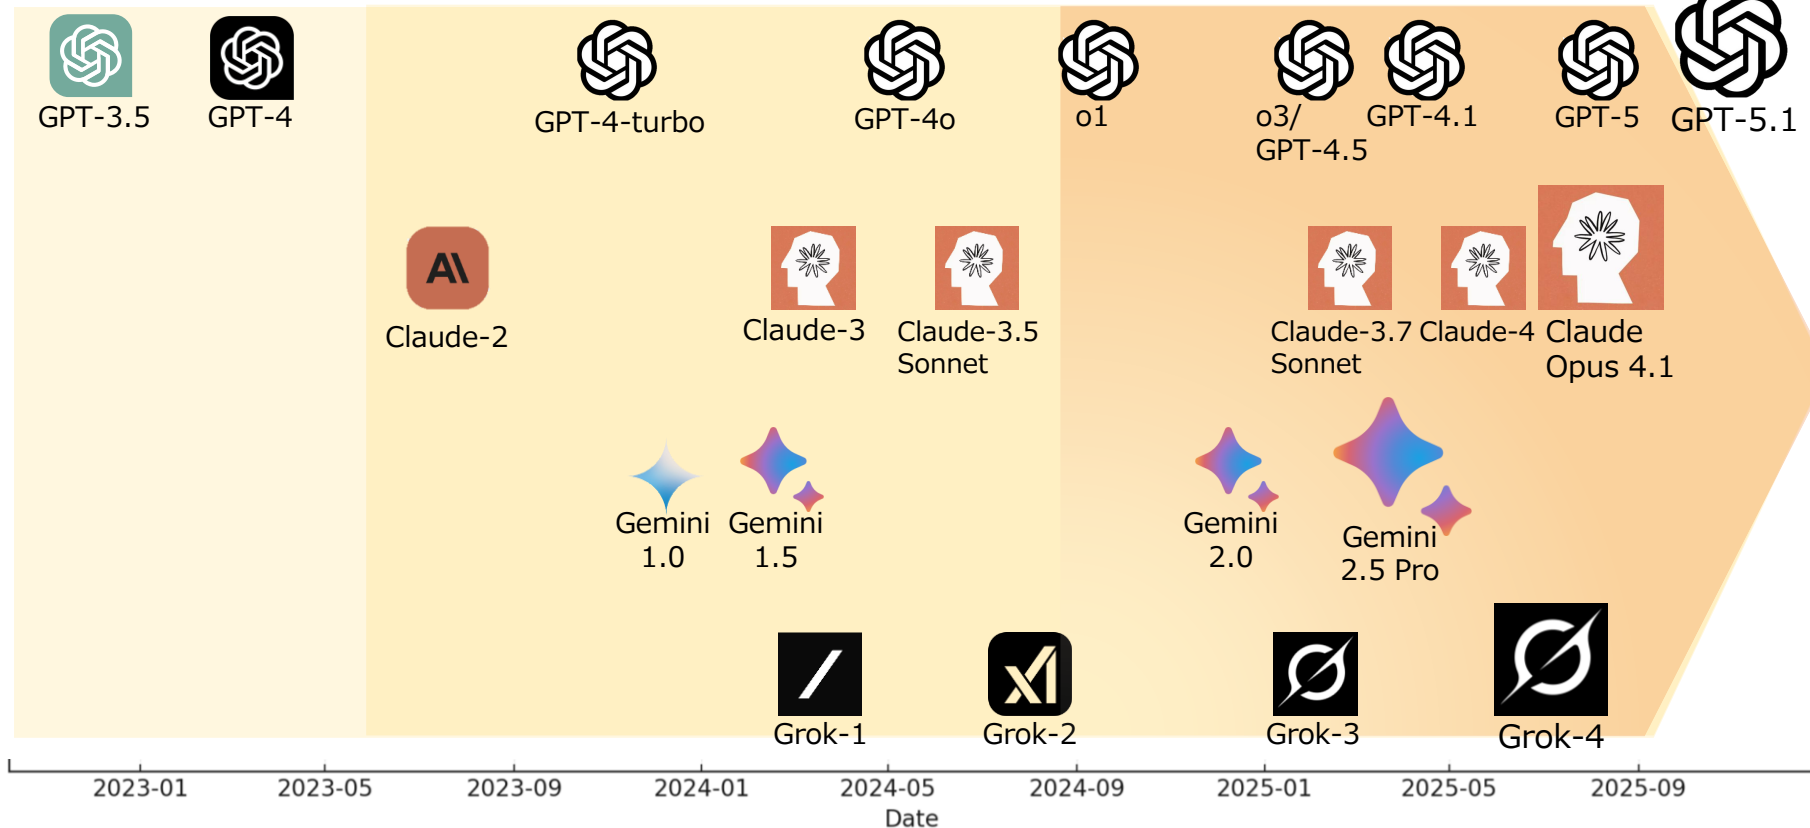 GPT-3.5
GPT-4
GPT-4-turbo
GPT-4o
o1
o3/
GPT-4.5
GPT-4.1
GPT-5
GPT-5.1
A\
Claude-2
Claude-3
Claude-3.5
Sonnet
Claude-3.7
Sonnet
Claude-4
Claude
Opus 4.1
Gemini
1.0
Gemini
1.5
Gemini
2.0
Gemini
2.5 Pro
xAI
Grok-1
Grok-2
Grok-3
Grok-4
2023-01
2023-05
2023-09
2024-01
2024-05
2024-09
2025-01
2025-05
2025-09
Date